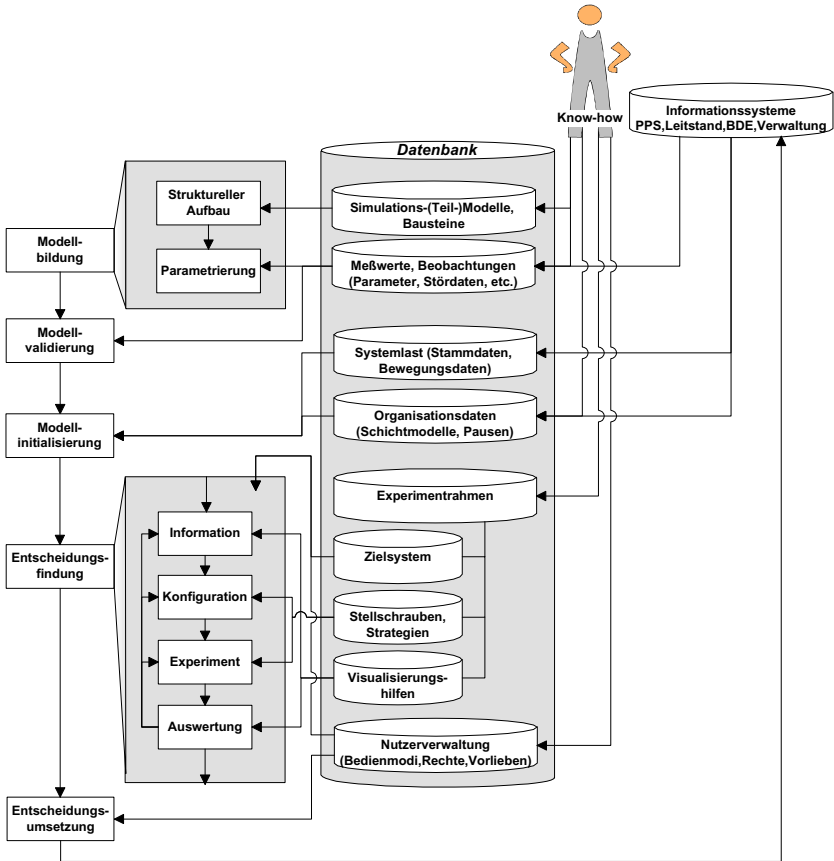 Know-how
Informationssysteme
PPS,Leitstand,BDE,Verwaltung
Datenbank
Struktureller
Aufbau
Simulations-(Teil-)Modelle,
Bausteine
Modell-
bildung
Parametrierung
Meßwerte, Beobachtungen
(Parameter, Stördaten, etc.)
Modell-
validierung
Systemlast (Stammdaten,
Bewegungsdaten)
Modell-
initialisierung
Organisationsdaten
(Schichtmodelle, Pausen)
Experimentrahmen
Information
Entscheidungs-
findung
Zielsystem
Konfiguration
Stellschrauben,
Strategien
Experiment
Visualisierungs-
hilfen
Auswertung
Nutzerverwaltung
(Bedienmodi,Rechte,Vorlieben)
Entscheidungs-
umsetzung